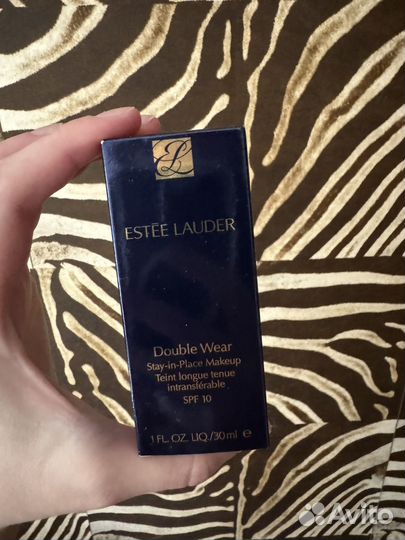 EL
ESTĒE LAUDER
Double Wear
Stay-in-Place Makeup
Teint longue tenue
intransférable
SPF 10
1 FL. OZ. LIQ./30 ml e
Avito